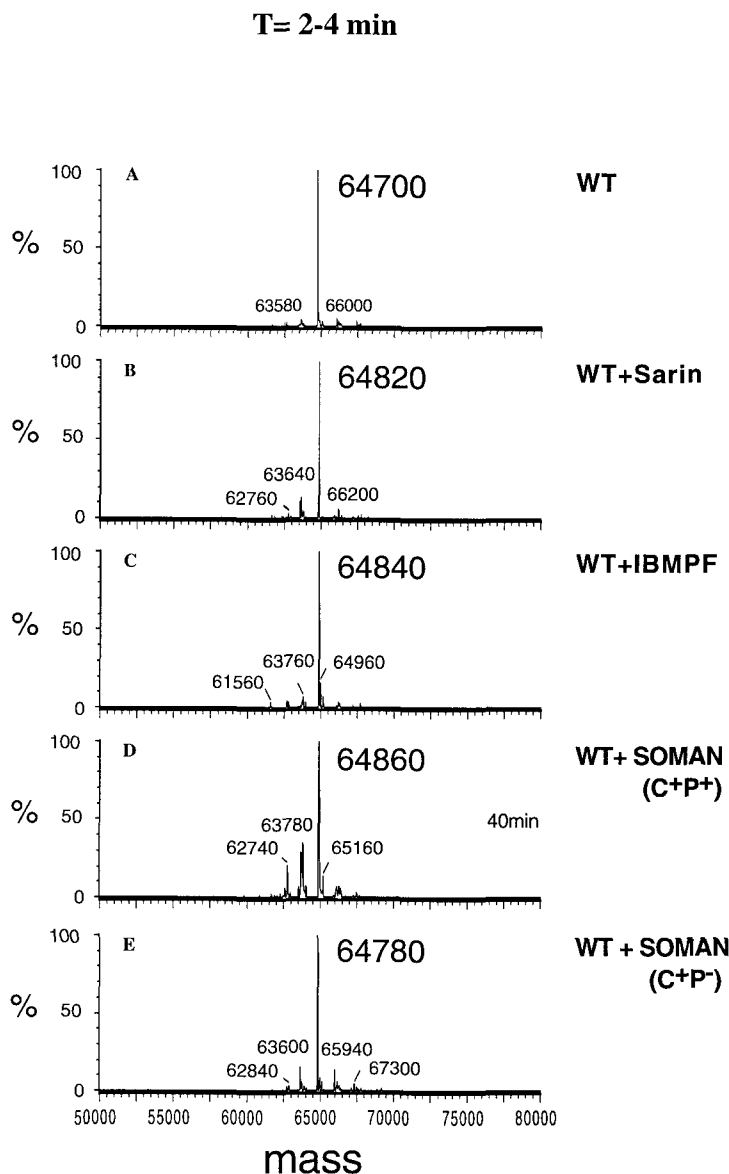 T= 2-4 min
100
A
64700
WT
% 50
63580
66000
0
100
B
64820
WT+Sarin
% 50
63640
62760
66200
0
100
C
64840
WT+IBMPF
% 50
63760
64960
61560
0
100
D
64860
WT+ SOMAN
(C+P+)
% 50
63780
40min
62740
65160
0
100
E
64780
WT + SOMAN
(C+P-)
% 50
63600
65940
62840
67300
0
50000 55000 60000 65000 70000 75000 80000
mass